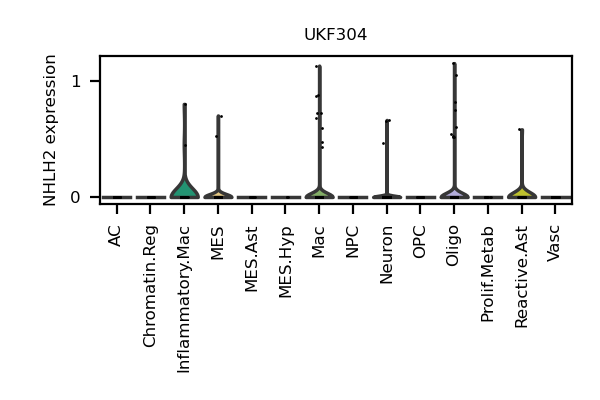 UKF304
NHLH2 expression
1
0
AC
Chromatin.Reg
Inflammatory.Mac
MES
MES.Ast
MES.Hyp
Mac
NPC
Neuron
OPC
Oligo
Prolif.Metab
Reactive.Ast
Vasc